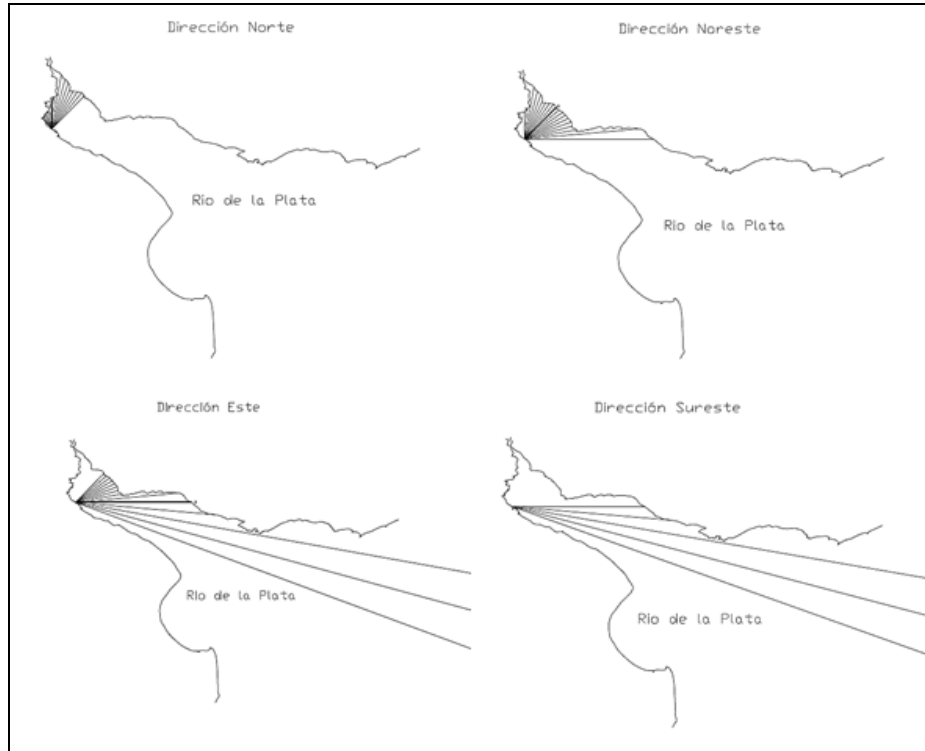 Dirección Norte
Dirección Noreste
Río de la Plata
Río de la Plata
Dirección Este
Dirección Sureste
Río de la Plata
Río de la Plata